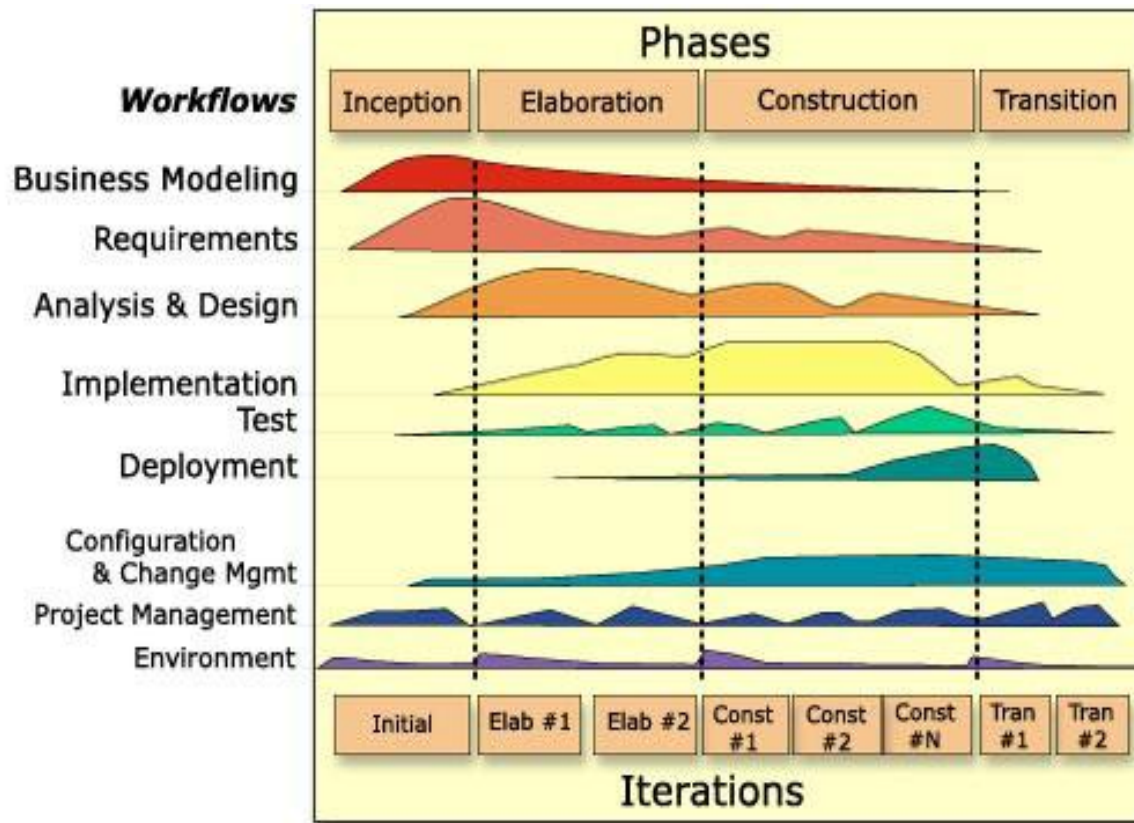 Phases
Workflows
Inception
Elaboration
Construction
Transition
Business Modeling
Requirements
Analysis & Design
Implementation
Test
Deployment
Configuration
& Change Mgmt
Project Management
Environment
Initial
Elab #1
Elab #2
Const
#1
Const
#2
Const
#N
Tran
#1
Tran
#2
Iterations